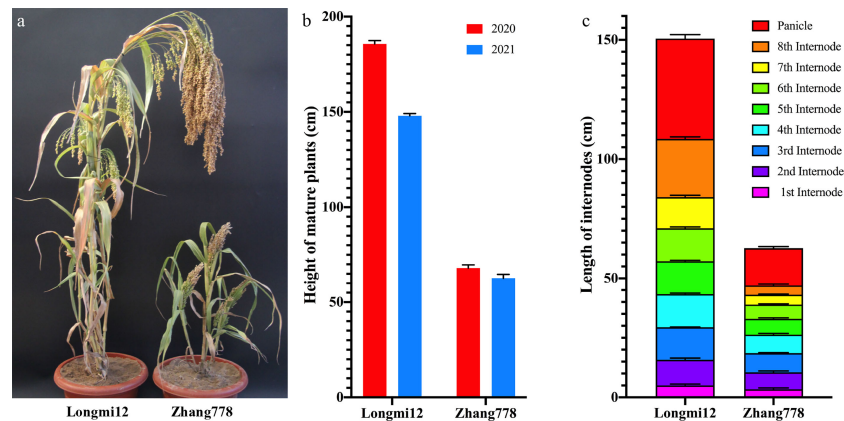 a
Longmi12
Zhang778
b
Height of mature plants (cm)
200
150
100
50
0
2020
2021
Longmi12
Zhang778
c
Length of internodes (cm)
150
100
50
0
Panicle
8th Internode
7th Internode
6th Internode
5th Internode
4th Internode
3rd Internode
2nd Internode
1st Internode
Longmi12
Zhang778